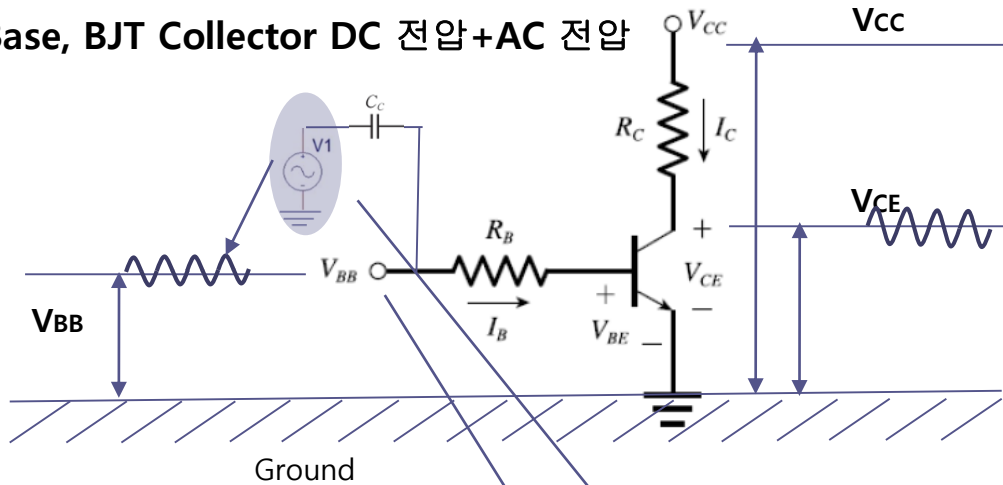 Base, BJT Collector DC 전압+AC 전압
VCC
VCC
CC
V1
RC
IC
VCE
+
RB
VBB
VCE
+
−
VBB
IB
VBE
−
Ground